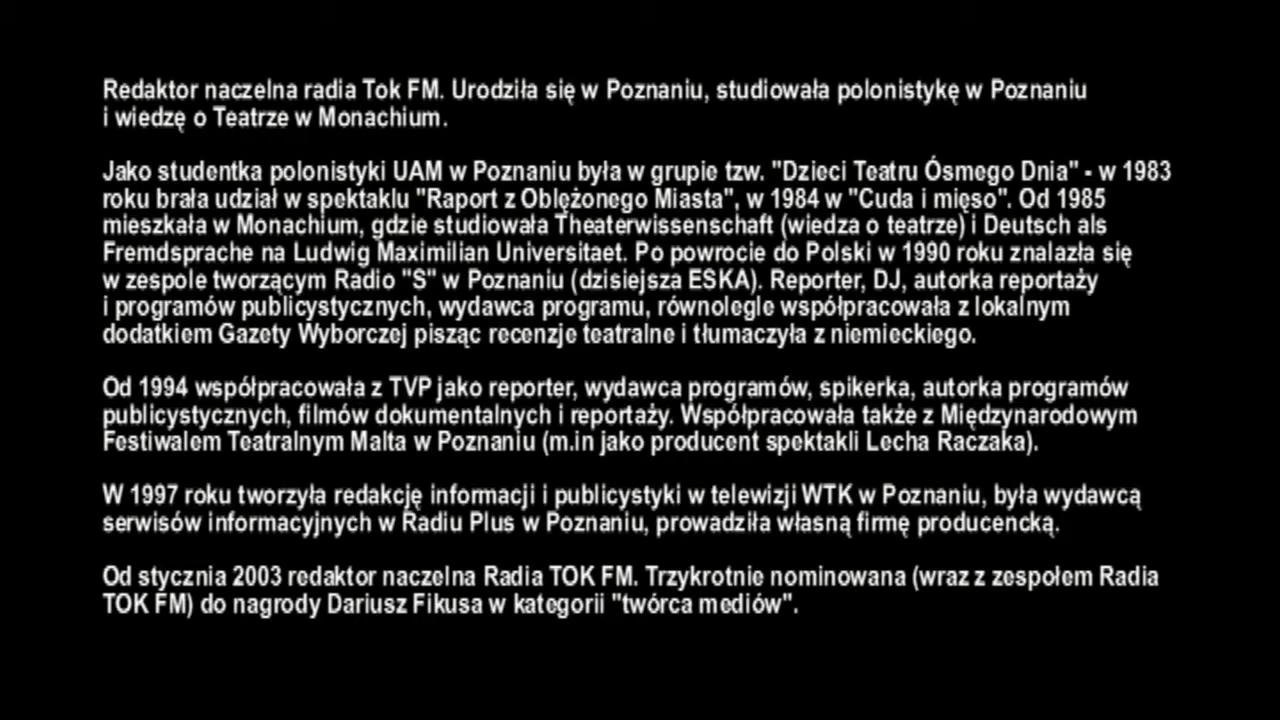 Redaktor naczelna radia Tok FM. Urodziła się w Poznaniu, studiowała polonistykę w Poznaniu
i wiedzę o Teatrze w Monachium.
Jako studentka polonistyki UAM w Poznaniu była w grupie tzw. "Dzieci Teatru Ósmego Dnia" - w 1983
roku brała udział w spektaklu "Raport z Oblężonego Miasta", w 1984 w "Cuda i mięso". Od 1985
mieszkała w Monachium, gdzie studiowała Theaterwissenschaft (wiedza o teatrze) i Deutsch als
Fremdsprache na Ludwig Maximilian Universitaet. Po powrocie do Polski w 1990 roku znalazła się
w zespole tworzącym Radio "S" w Poznaniu (dzisiejsza ESKA). Reporter, DJ, autorka reportaży
i programów publicystycznych, wydawca programu, równolegle współpracowała z lokalnym
dodatkiem Gazety Wyborczej pisząc recenzje teatralne i tłumaczyła z niemieckiego.
Od 1994 współpracowała z TVP jako reporter, wydawca programów, spikerka, autorka programów
publicystycznych, filmów dokumentalnych i reportaży. Współpracowała także z Międzynarodowym
Festiwalem Teatralnym Malta w Poznaniu (m.in jako producent spektakli Lecha Raczaka).
W 1997 roku tworzyła redakcję informacji i publicystyki w telewizji WTK w Poznaniu, była wydawcą
serwisów informacyjnych w Radiu Plus w Poznaniu, prowadziła własną firmę producencką.
Od stycznia 2003 redaktor naczelna Radia TOK FM. Trzykrotnie nominowana (wraz z zespołem Radia
TOK FM) do nagrody Dariusz Fikusa w kategorii "twórca mediów".